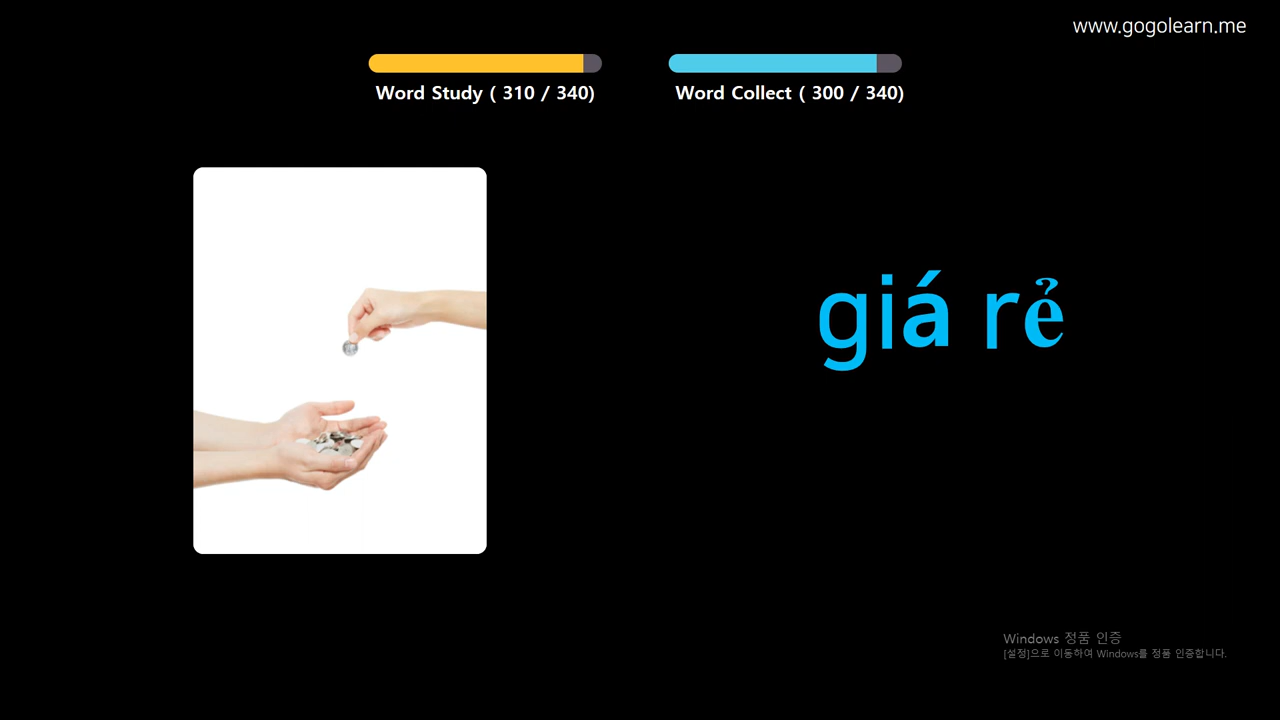 www.gogolearn.me
Word Study ( 310 / 340)
Word Collect ( 300 / 340)
giá rẻ
Windows 정품 인증
[설정]으로 이동하여 Windows를 정품 인증합니다.